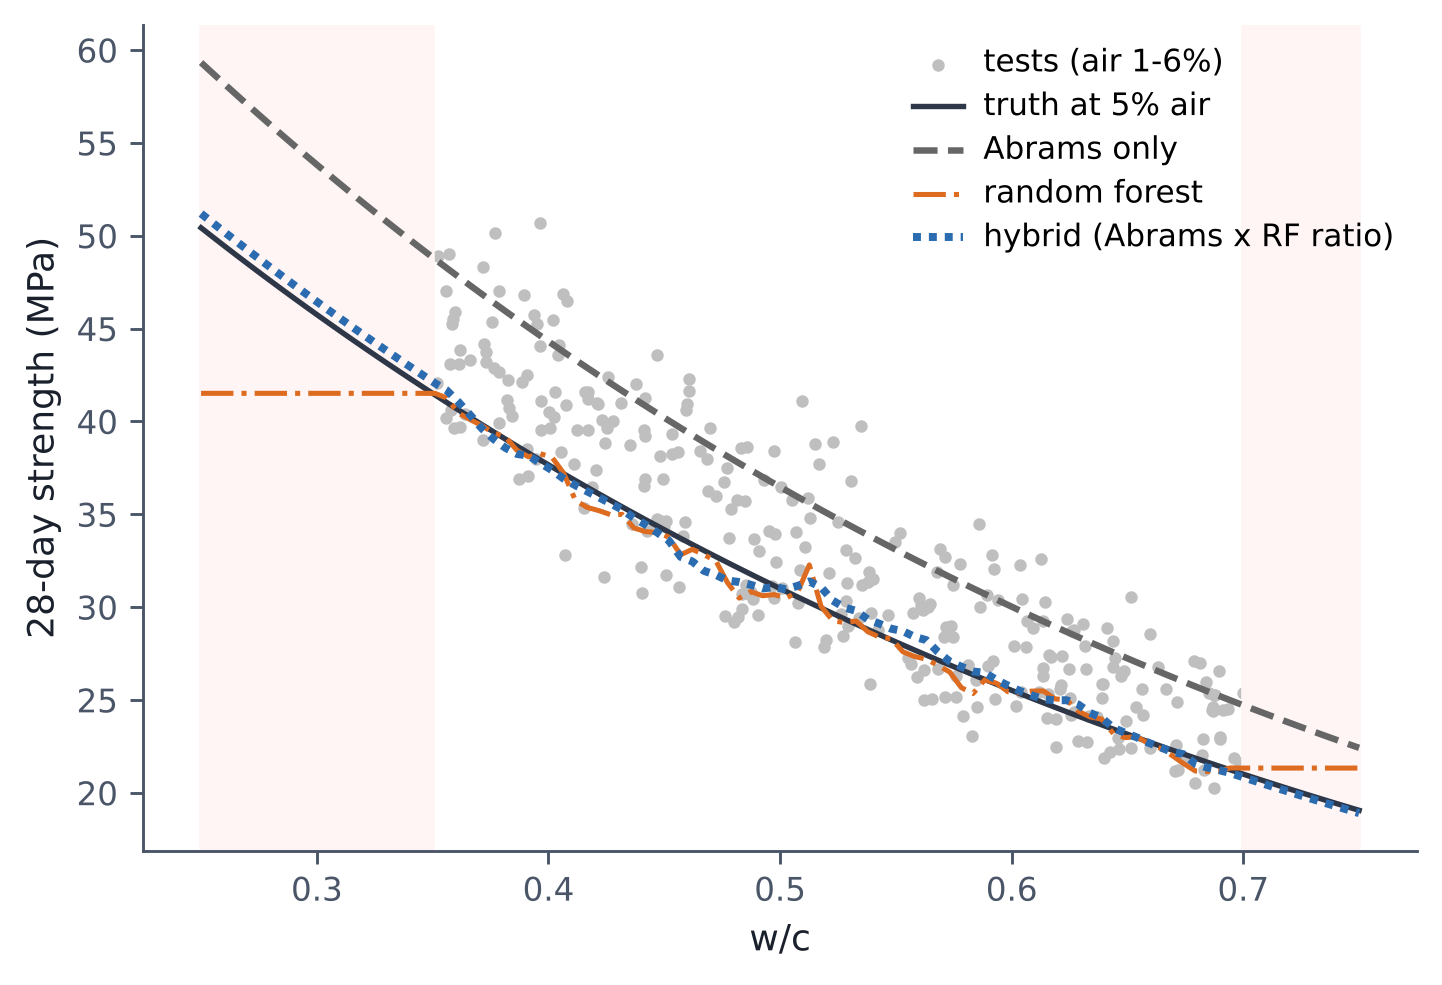 60
55
50
45
40
35
30
25
20
28-day strength (MPa)
tests (air 1-6%)
truth at 5% air
Abrams only
random forest
hybrid (Abrams x RF ratio)
0.3 0.4 0.5 0.6 0.7
w/c